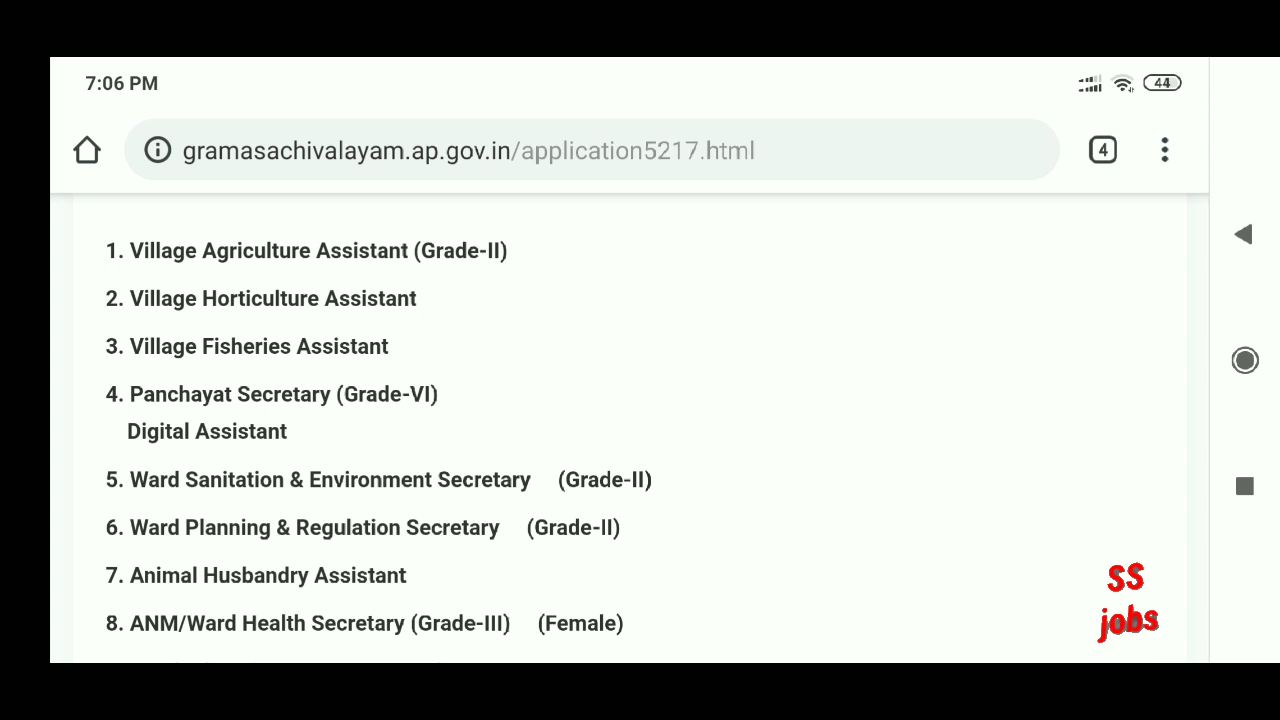 7:06 PM
44
gramasachivalayam.ap.gov.in/application5217.html
4
1. Village Agriculture Assistant (Grade-II)
2. Village Horticulture Assistant
3. Village Fisheries Assistant
4. Panchayat Secretary (Grade-VI)
Digital Assistant
5. Ward Sanitation & Environment Secretary (Grade-II)
6. Ward Planning & Regulation Secretary (Grade-II)
7. Animal Husbandry Assistant
8. ANM/Ward Health Secretary (Grade-III) (Female)
SS
jobs